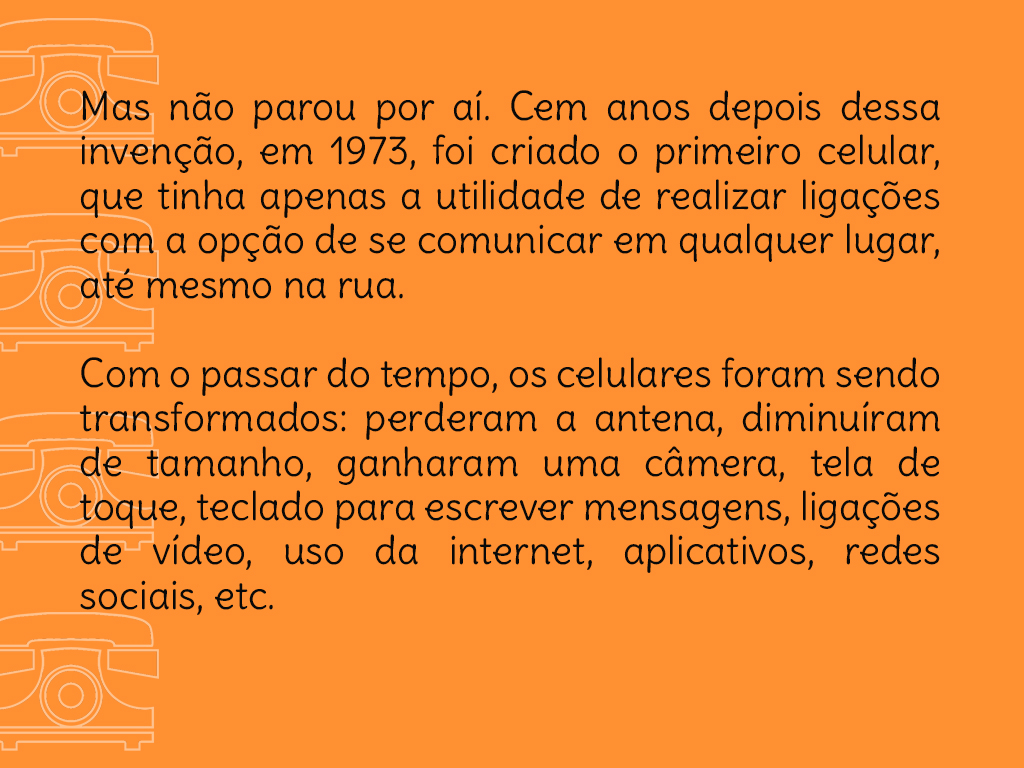 Mas não parou por aí. Cem anos depois dessa
invenção, em 1973, foi criado o primeiro celular,
que tinha apenas a utilidade de realizar ligações
com a opção de se comunicar em qualquer lugar,
até mesmo na rua.
Com o passar do tempo, os celulares foram sendo
transformados: perderam a antena, diminuíram
de tamanho, ganharam uma câmera, tela de
toque, teclado para escrever mensagens, ligações
de vídeo, uso da internet, aplicativos, redes
sociais, etc.